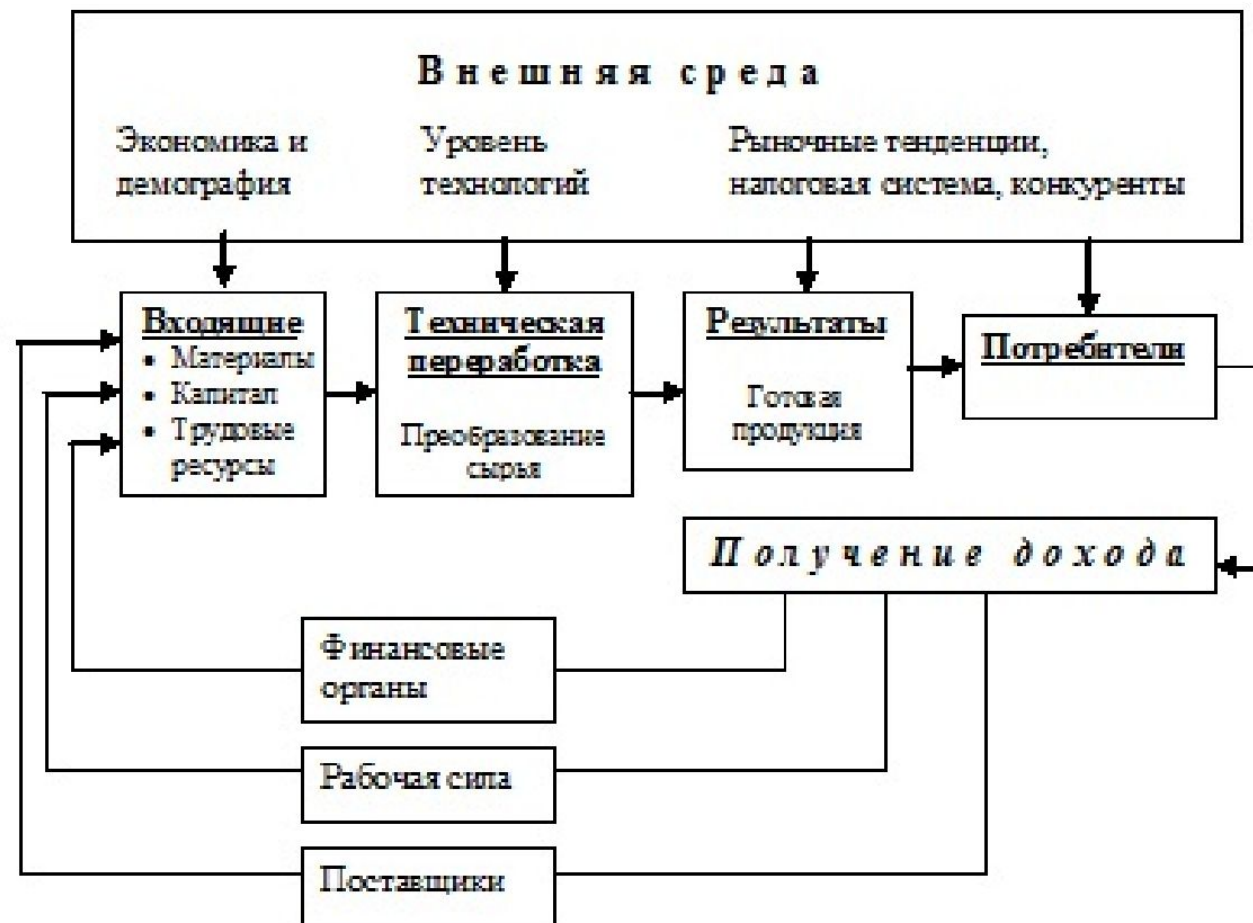 Внешняя среда
Экономика и
демография
Уровень
технологий
Рыночные тенденции,
налоговая система, конкуренты
Входящие
• Материалы
• Капитал
• Трудовые
ресурсы
Техническая
переработка
Преобразование
сырья
Результаты
Готовая
продукция
Потребители
Получение дохода
Финансовые
органы
Рабочая сила
Поставщики